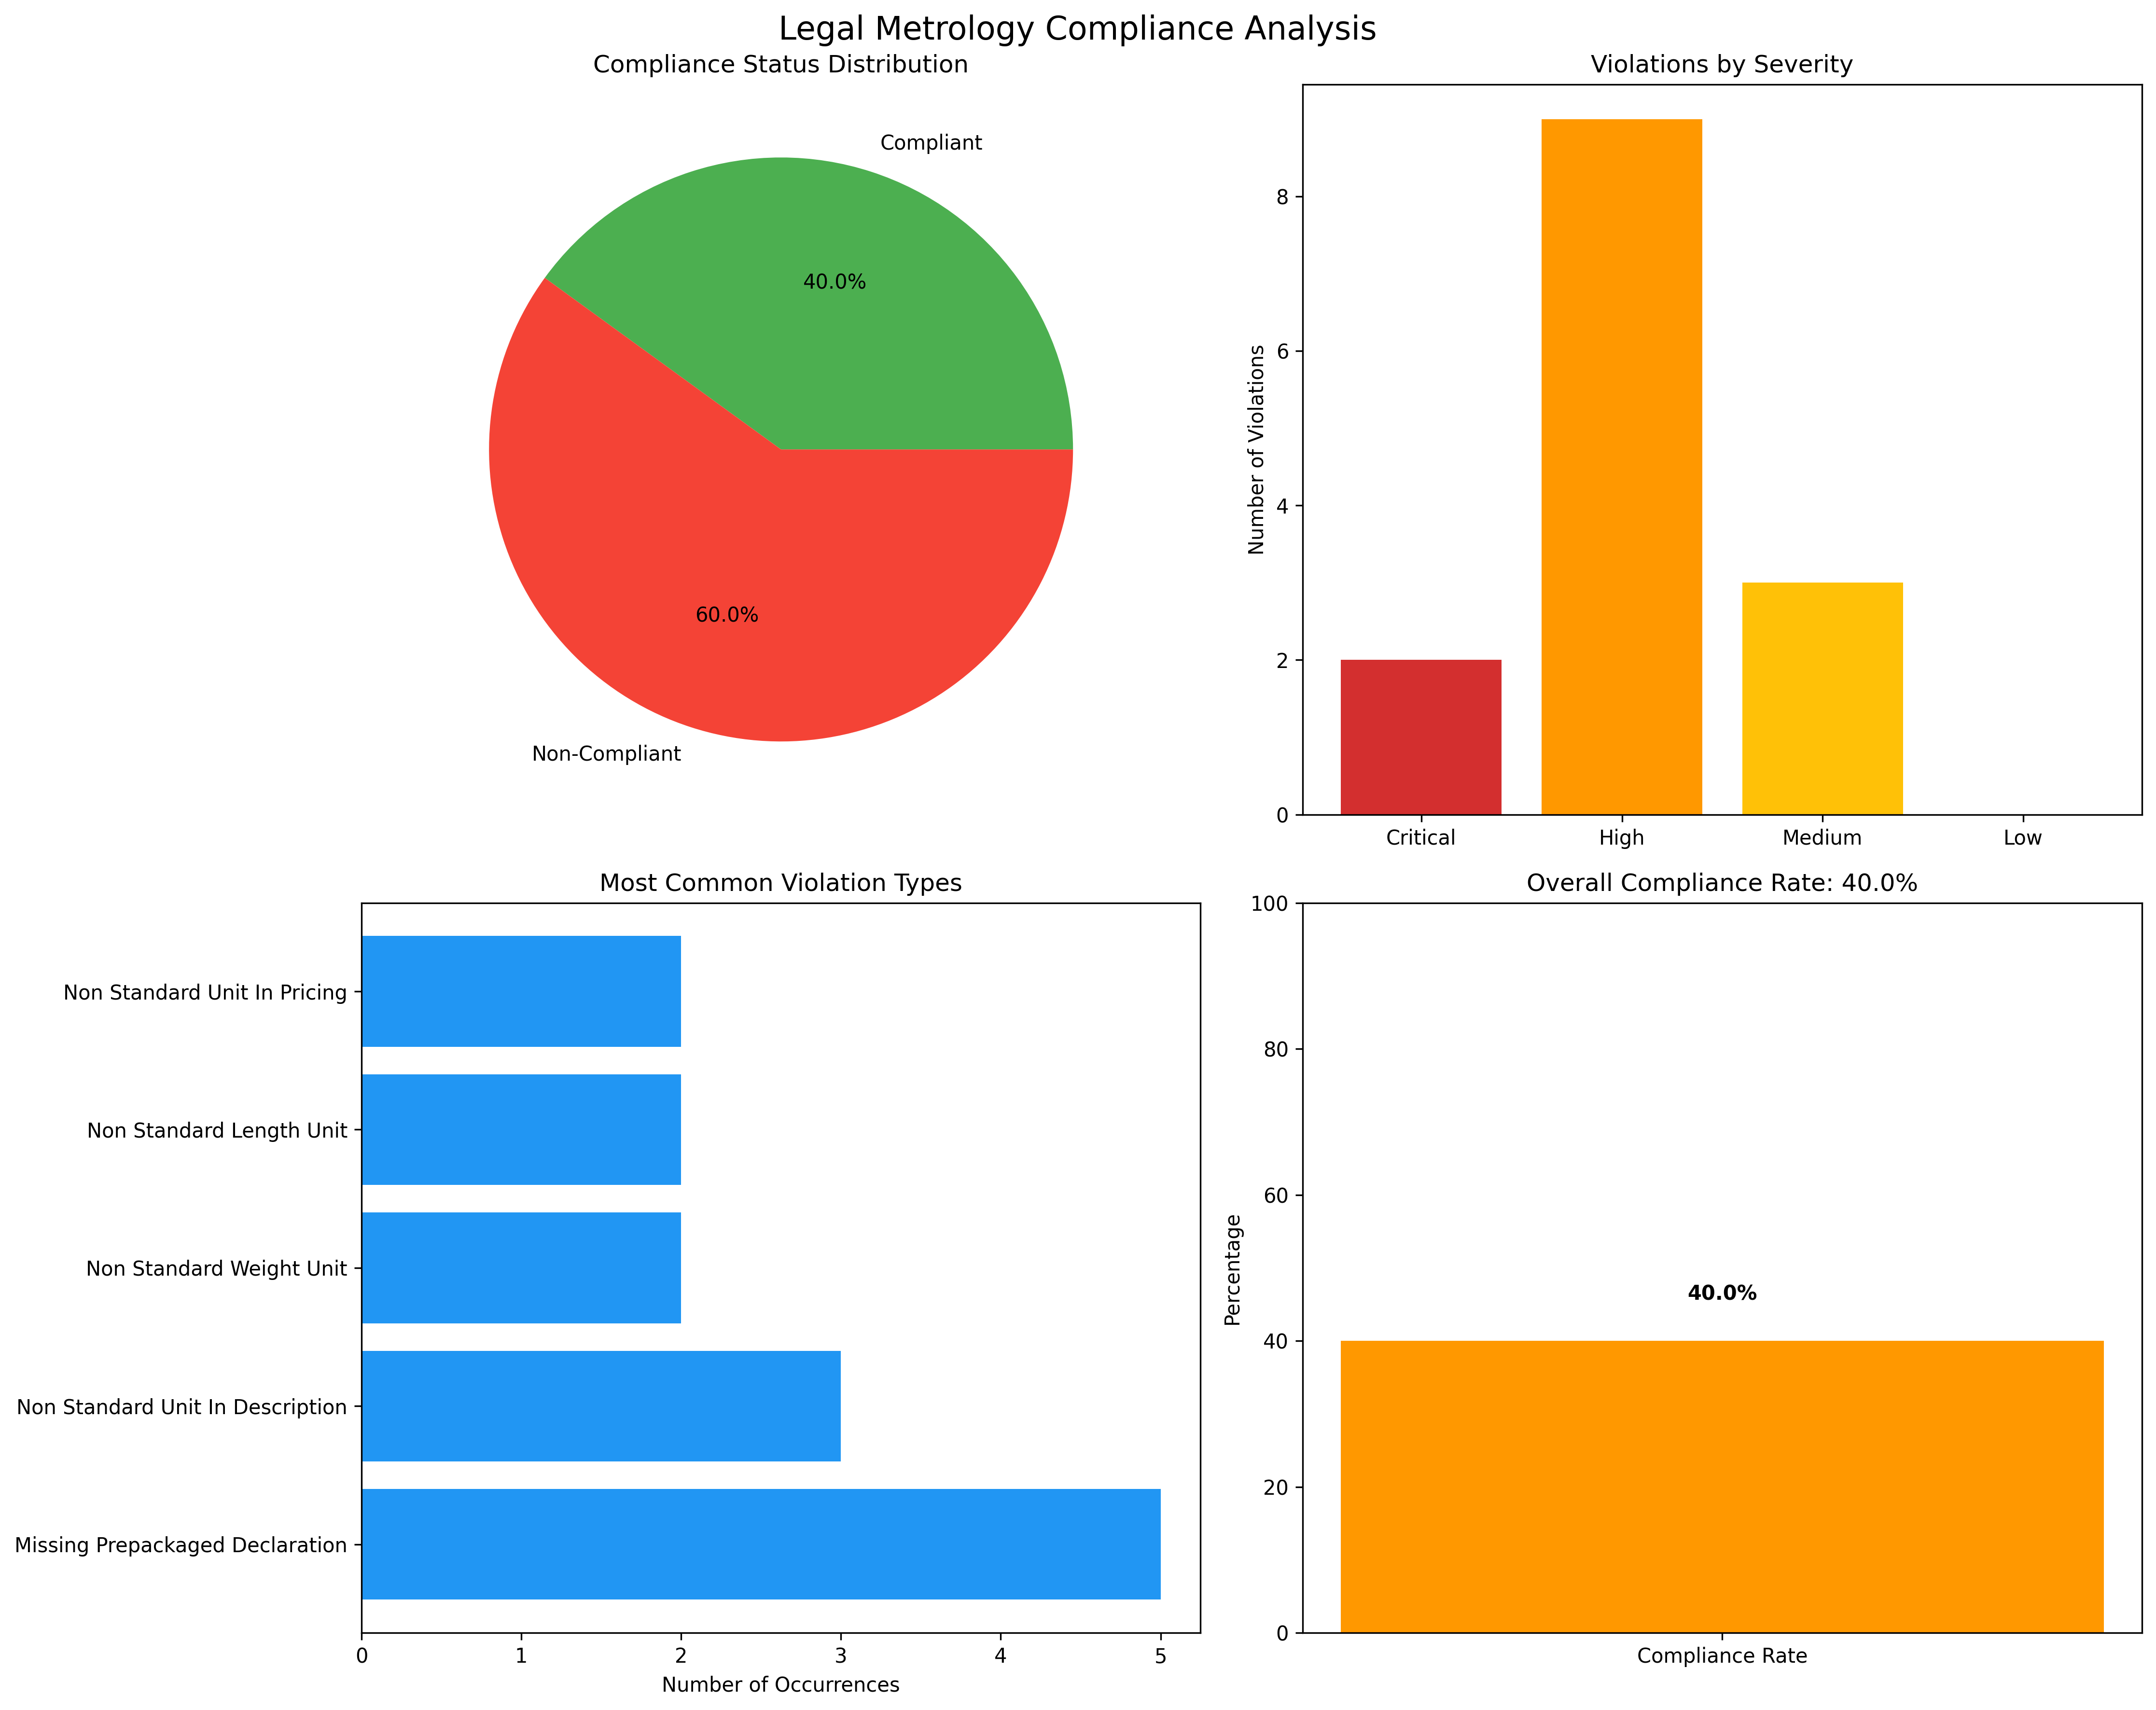 Legal Metrology Compliance Analysis
Compliance Status Distribution
Compliant
40.0%
60.0%
Non-Compliant
Violations by Severity
Number of Violations
8
6
4
2
0
Critical
High
Medium
Low
Most Common Violation Types
Non Standard Unit In Pricing
Non Standard Length Unit
Non Standard Weight Unit
Non Standard Unit In Description
Missing Prepackaged Declaration
0 1 2 3 4 5
Number of Occurrences
Overall Compliance Rate: 40.0%
Percentage
100
80
60
40
20
0
40.0%
Compliance Rate